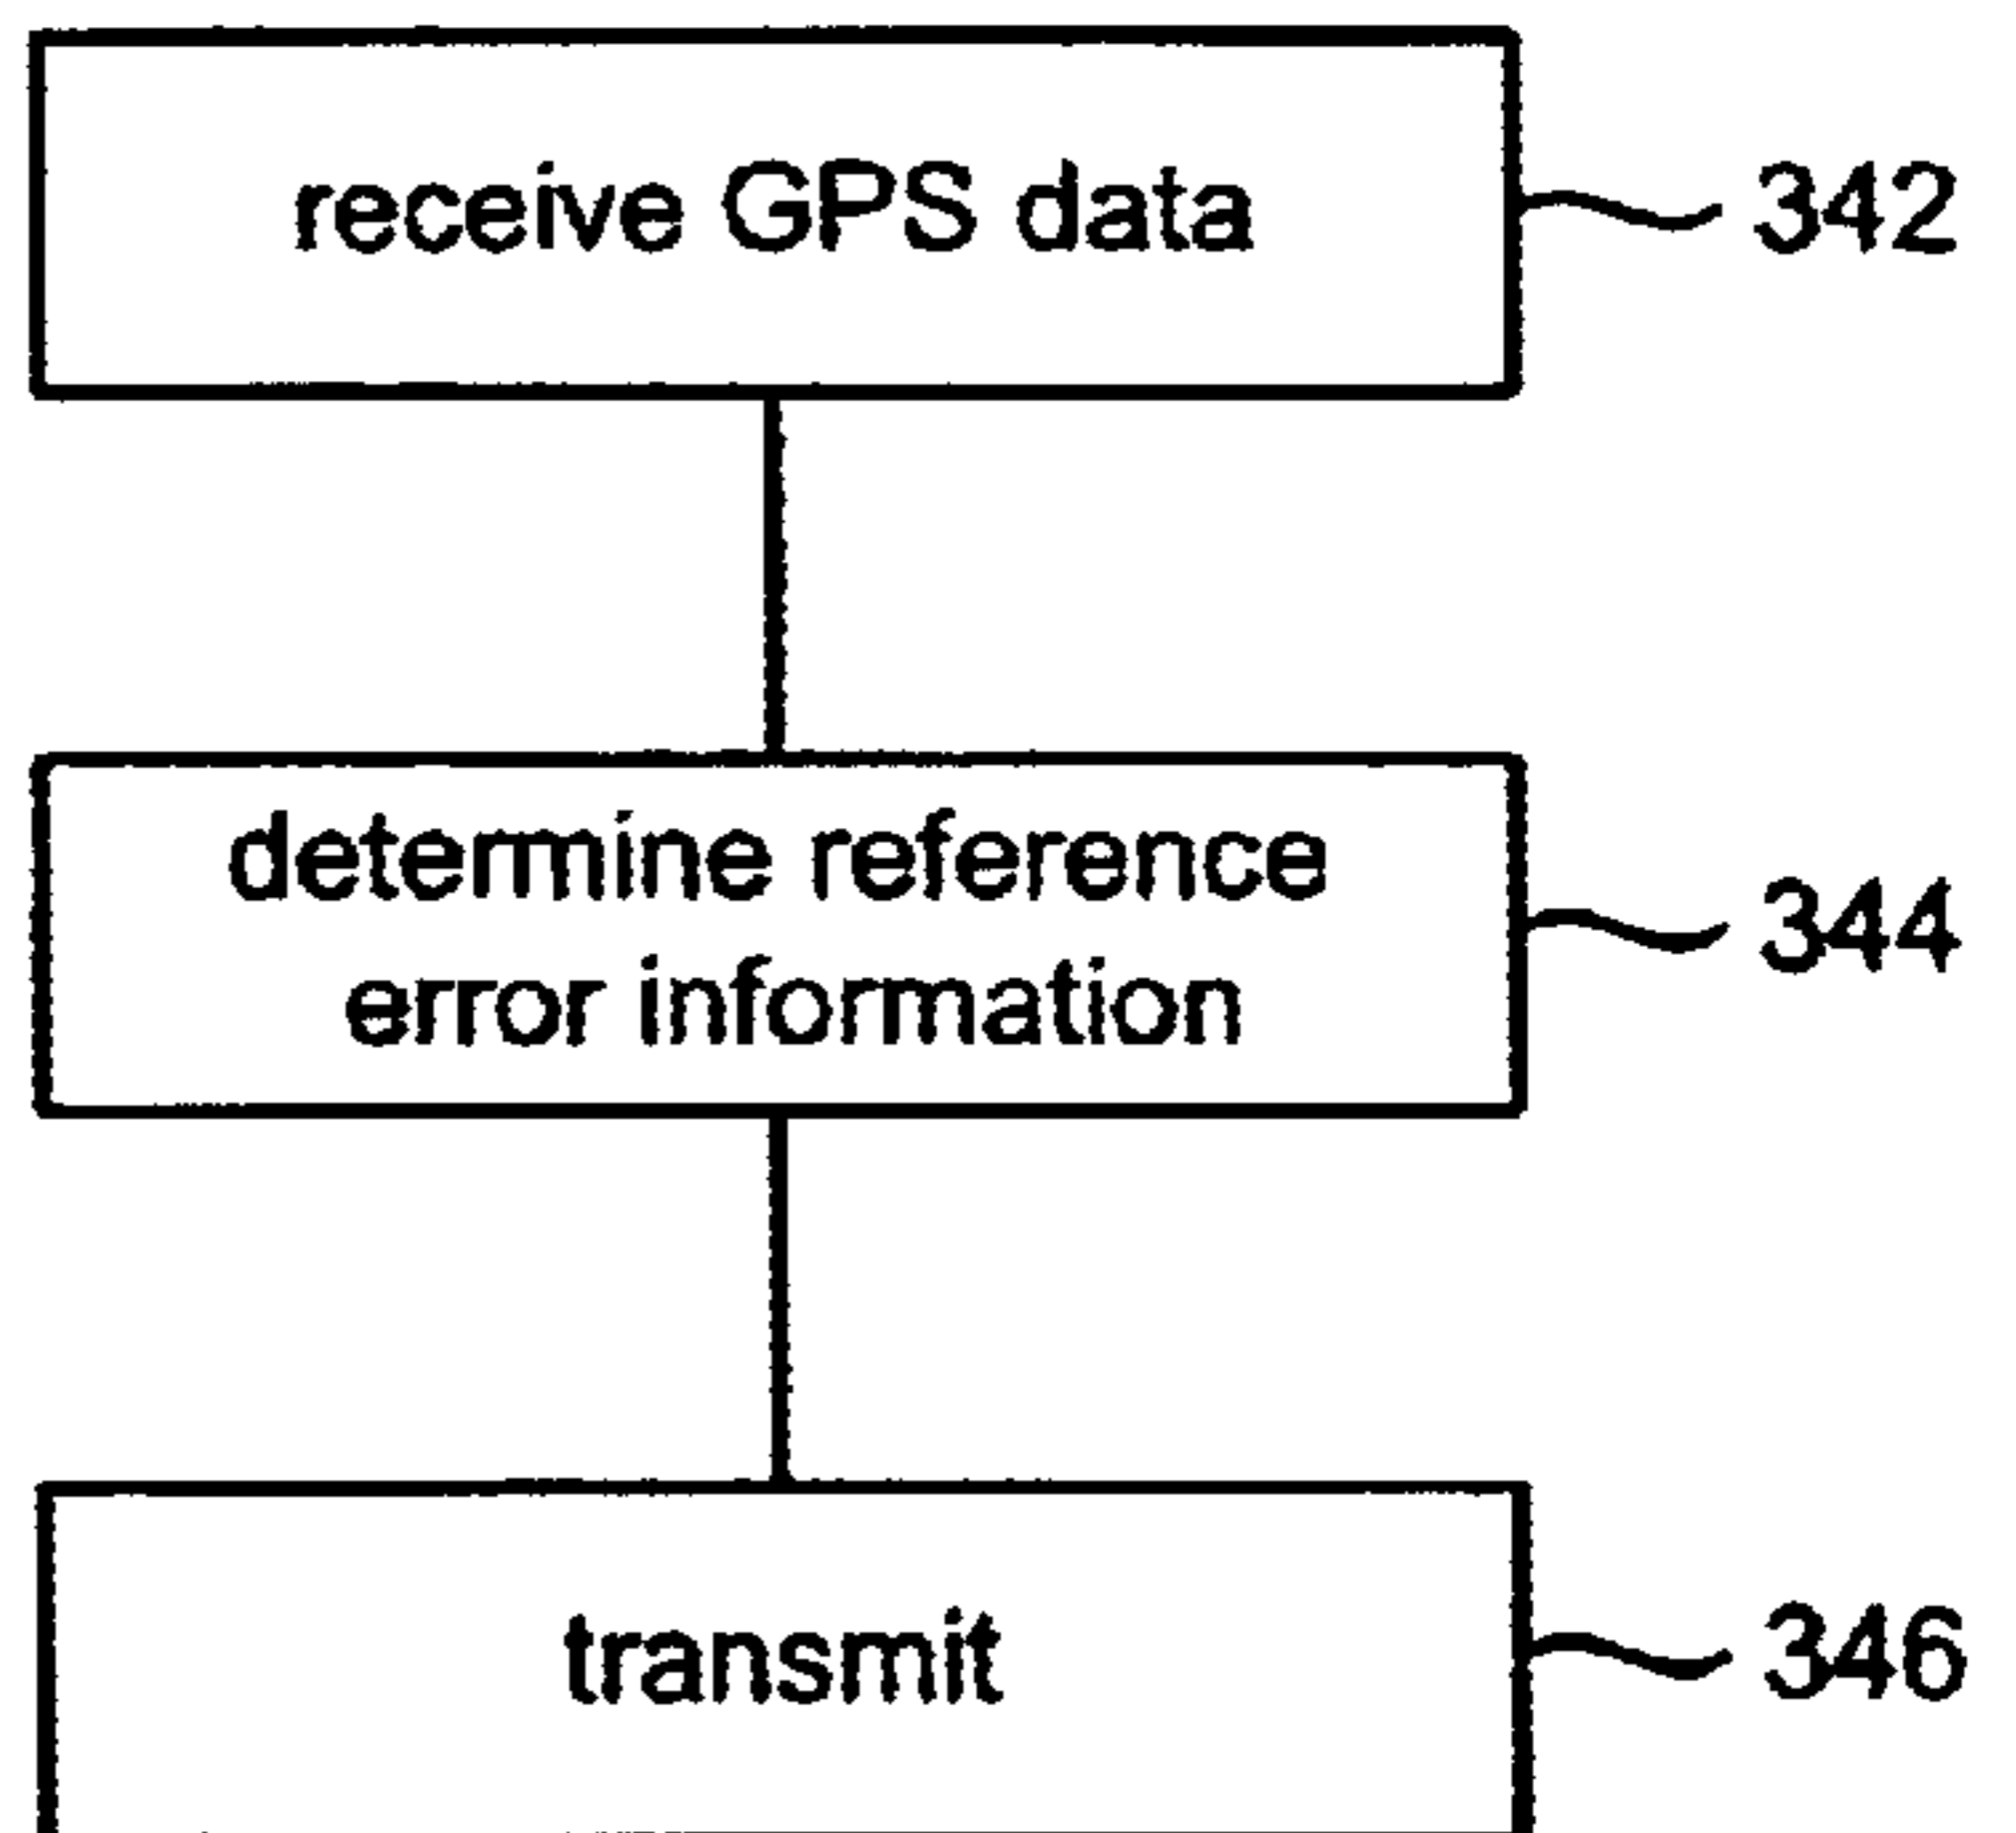 receive GPS data
342
determine reference
error information
344
transmit
346